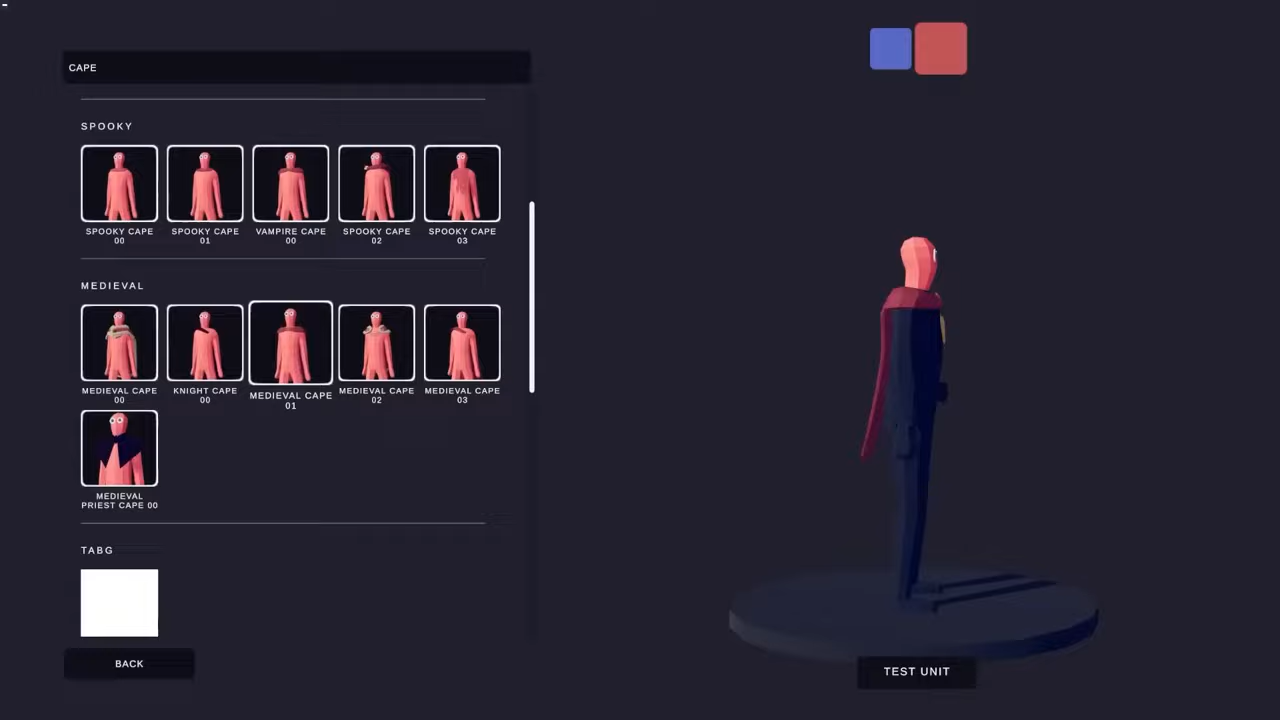 CAPE
SPOOKY
SPOOKY CAPE
00
SPOOKY CAPE
01
VAMPIRE CAPE
00
SPOOKY CAPE
02
SPOOKY CAPE
03
MEDIEVAL
MEDIEVAL CAPE
00
KNIGHT CAPE
00
MEDIEVAL CAPE
01
MEDIEVAL CAPE
02
MEDIEVAL CAPE
03
MEDIEVAL
PRIEST CAPE 00
TABG
BACK
TEST UNIT